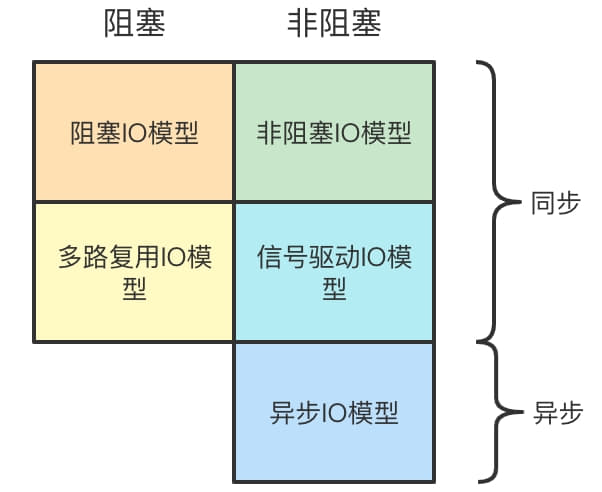 阻塞
非阻塞
阻塞IO模型
非阻塞IO模型
多路复用IO模
型
信号驱动IO模
型
同步
异步IO模型
异步